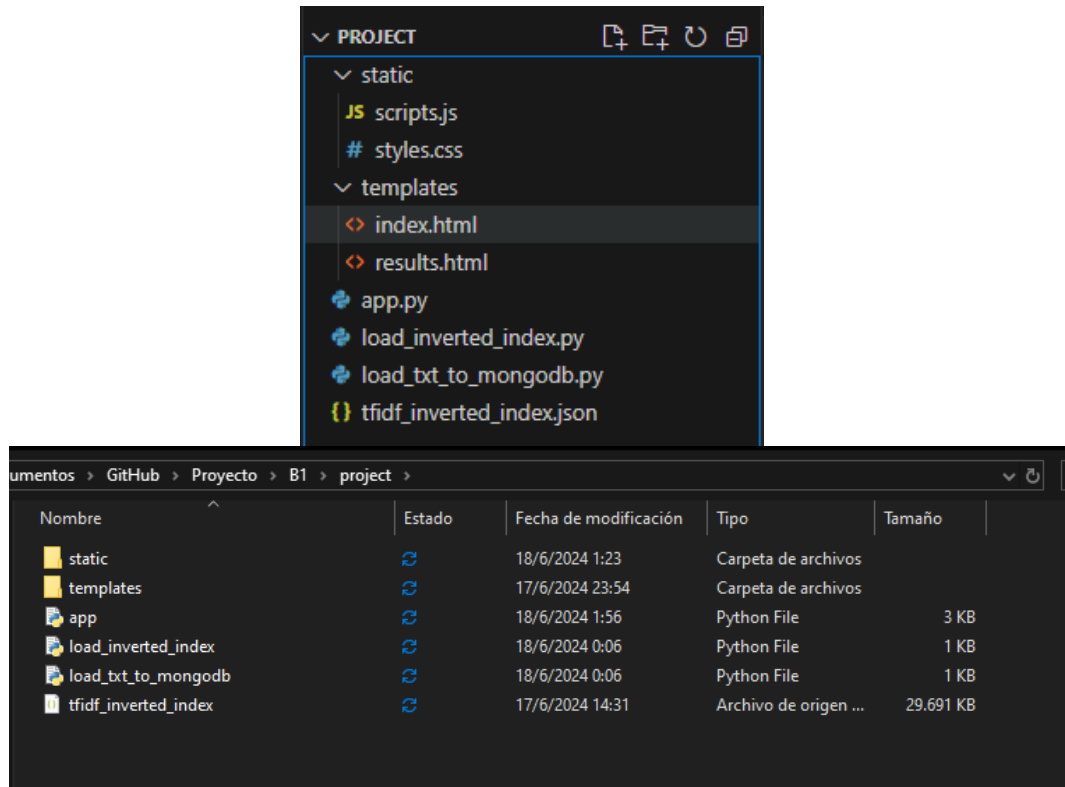 PROJECT
static
JS scripts.js
# styles.css
templates
<> index.html
<> results.html
app.py
load_inverted_index.py
load_txt_to_mongodb.py
{} tfidf_inverted_index.json
umentos > GitHub > Proyecto > B1 > project >
Nombre Estado Fecha de modificación Tipo Tamaño
static 18/6/2024 1:23 Carpeta de archivos
templates 17/6/2024 23:54 Carpeta de archivos
app 18/6/2024 1:56 Python File 3 KB
load_inverted_index 18/6/2024 0:06 Python File 1 KB
load_txt_to_mongodb 18/6/2024 0:06 Python File 1 KB
tfidf_inverted_index 17/6/2024 14:31 Archivo de origen ... 29.691 KB